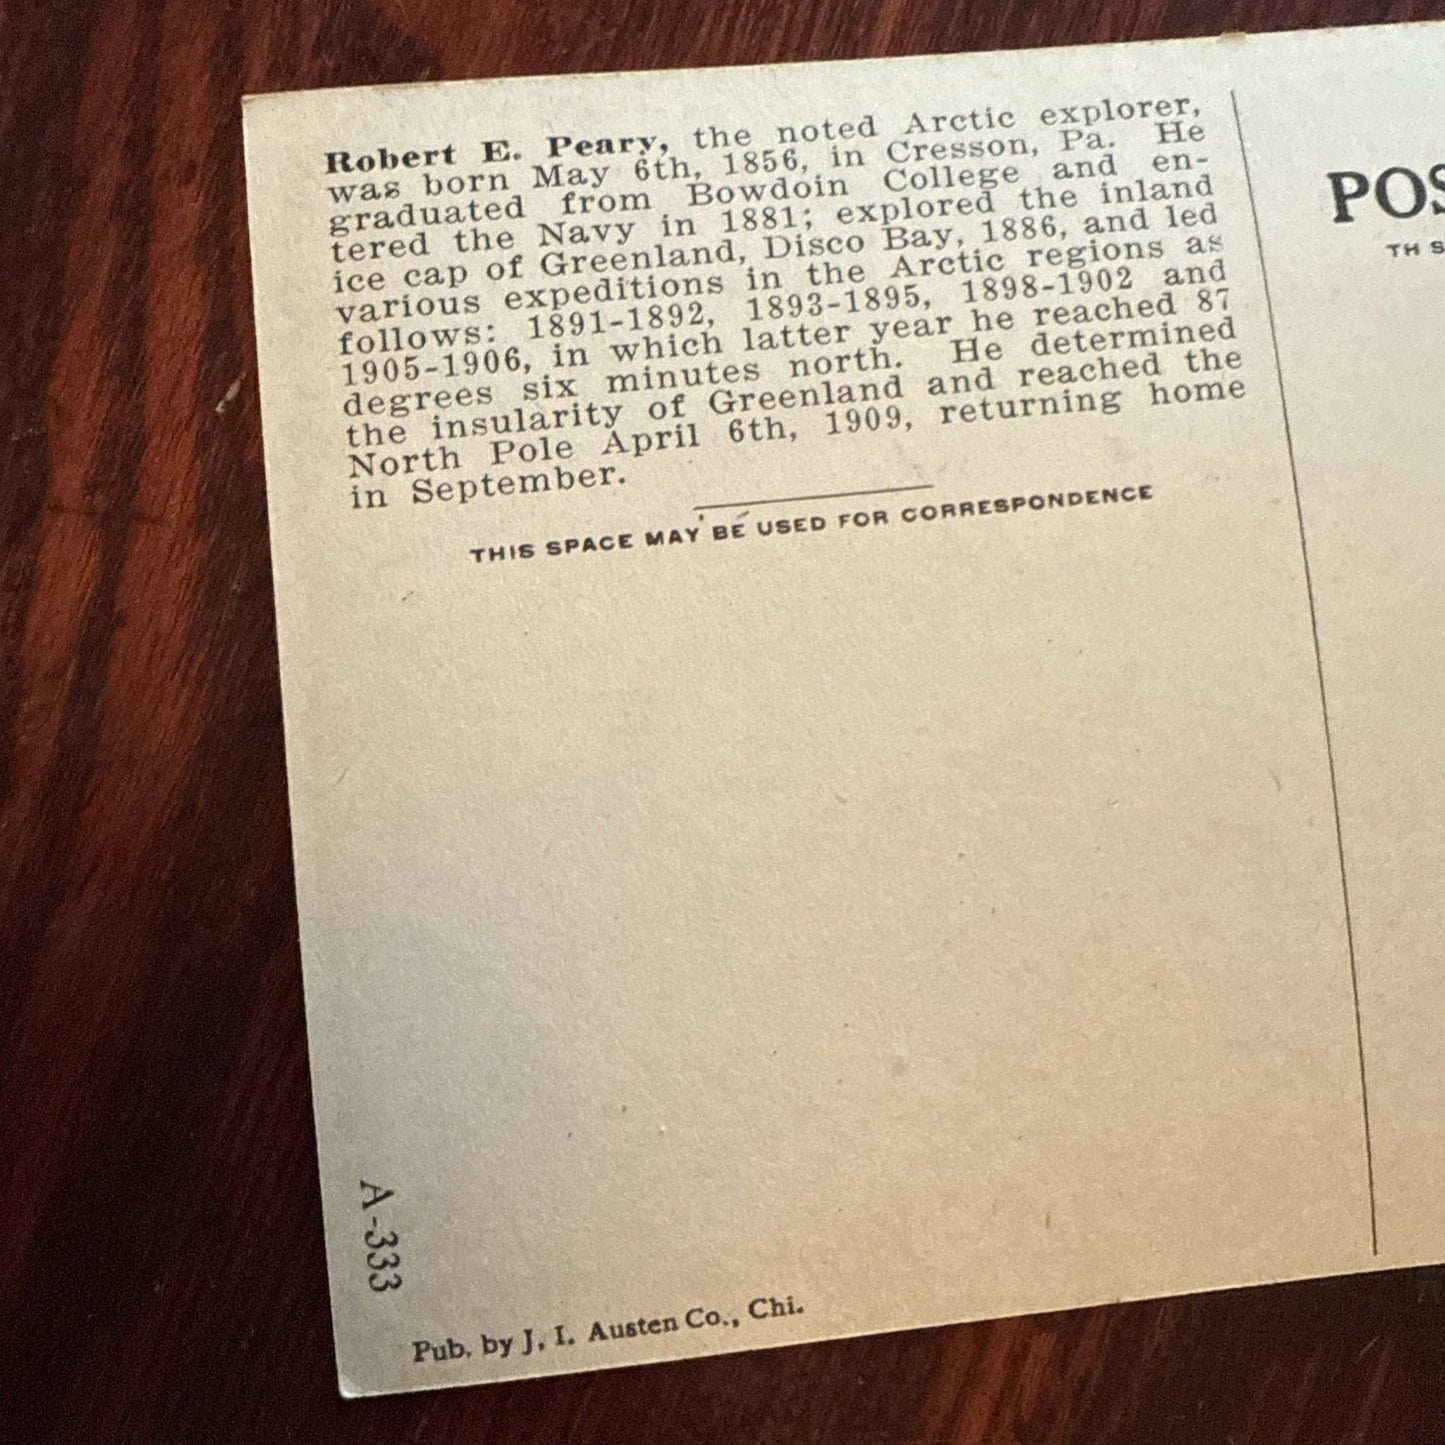 Robert E. Peary, the noted Arctic explorer,
was born May 6th, 1856, in Cresson, Pa. He
graduated from Bowdoin College and en-
tered the Navy in 1881; explored the inland
ice cap of Greenland, Disco Bay, 1886, and led
various expeditions in the Arctic regions as
follows: 1891-1892, 1893-1895, 1898-1902 and
1905-1906, in which latter year he reached 87
degrees six minutes north. He determined
the insularity of Greenland and reached the
North Pole April 6th, 1909, returning home
in September.
THIS SPACE MAY BE USED FOR CORRESPONDENCE
A-333
Pub. by J. I. Austen Co., Chi.
POS
TH S